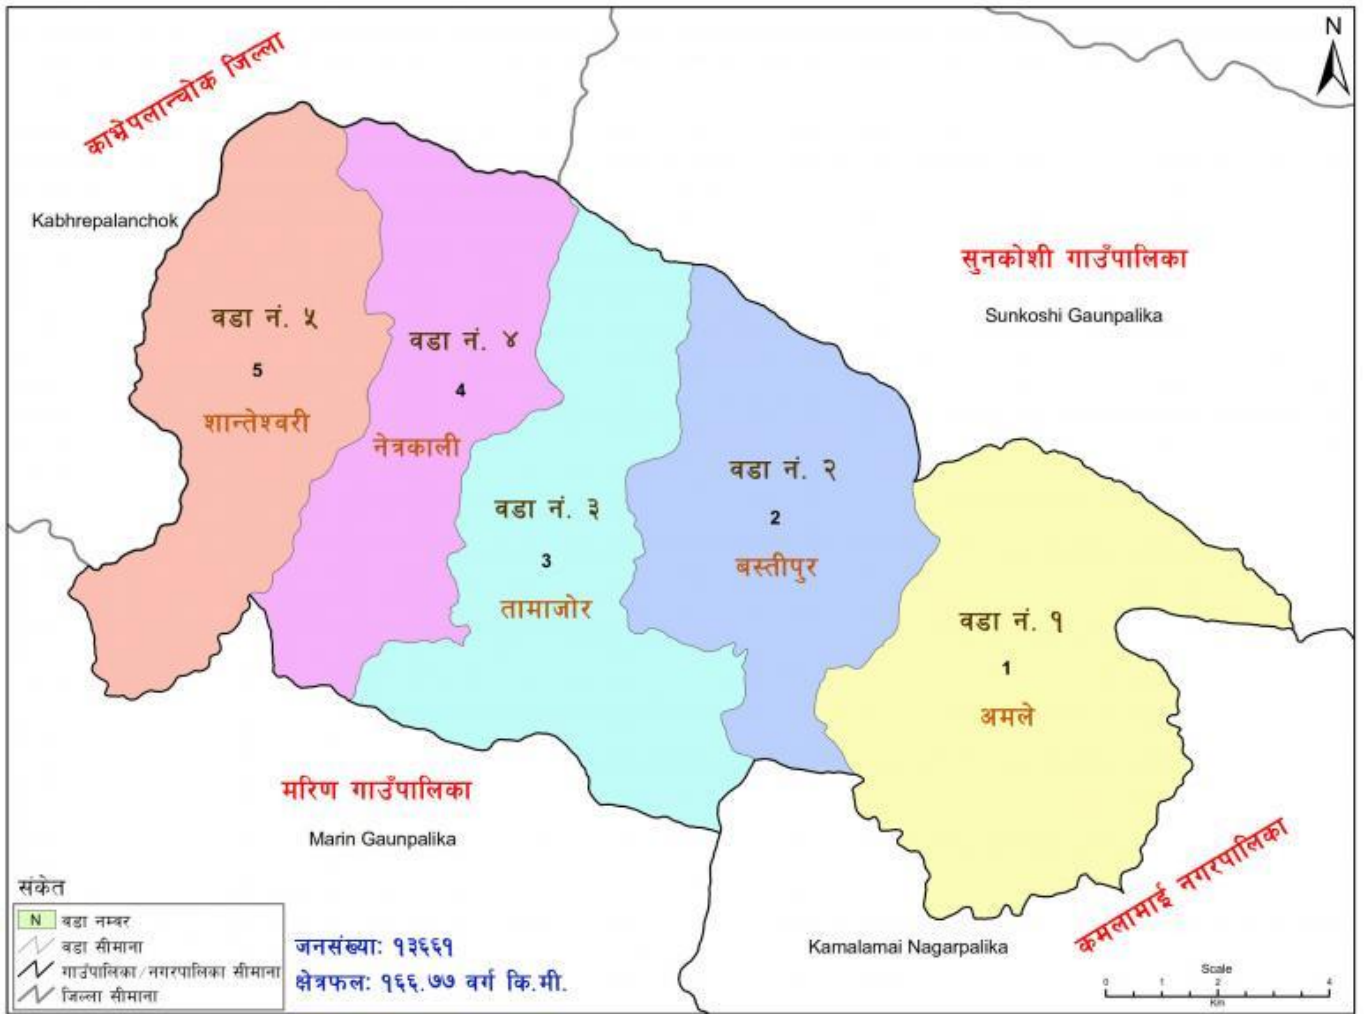 N
काभ्रेपलान्चोक जिल्ला
Kabhrepalanchok
सुनकोशी गाउँपालिका
Sunkoshi Gaunpalika
वडा नं. ५
5
शान्तेश्वरी
वडा नं. ४
4
नेत्रकाली
वडा नं. ३
3
तामाजोर
वडा नं. २
2
बस्तीपुर
वडा नं. १
1
अमले
मरिण गाउँपालिका
Marin Gaunpalika
कमलामाई नगरपालिका
Kamalamai Nagarpalika
संकेत
N वडा नम्बर
वडा सीमाना
गाउंपालिका/नगरपालिका सीमाना
जिल्ला सीमाना
जनसंख्या: १३६६१
क्षेत्रफल: १६६.७७ वर्ग कि.मी.
Scale
0 1 2 4
Km